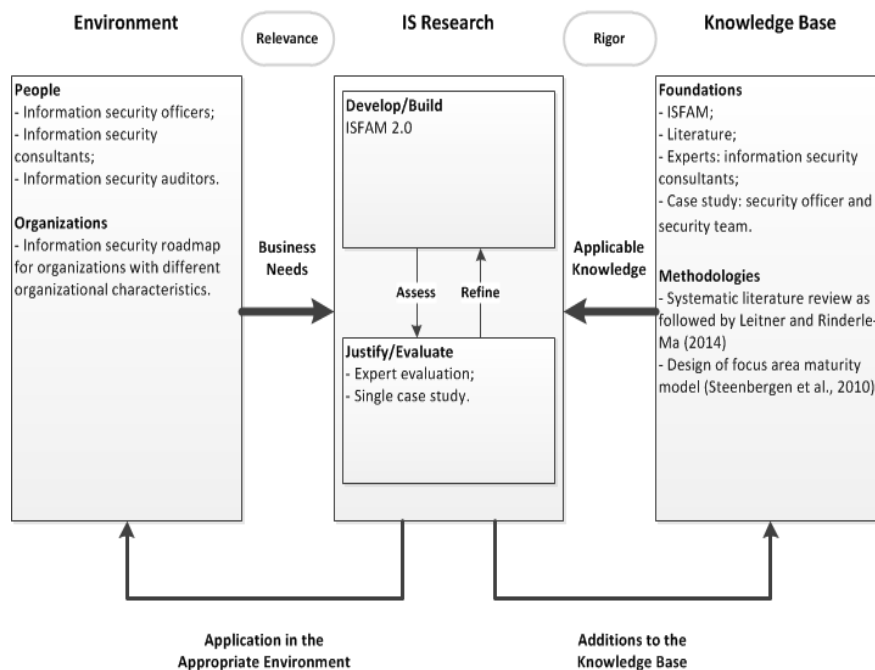 Environment
Relevance
IS Research
Rigor
Knowledge Base
People
- Information security officers;
- Information security
consultants;
- Information security auditors.
Organizations
- Information security roadmap
for organizations with different
organizational characteristics.
Business
Needs
Develop/Build
ISFAM 2.0
Assess
Refine
Justify/Evaluate
- Expert evaluation;
- Single case study.
Applicable
Knowledge
Foundations
- ISFAM;
- Literature;
- Experts: information security
consultants;
- Case study: security officer and
security team.
Methodologies
- Systematic literature review as
followed by Leitner and Rinderle-
Ma (2014)
- Design of focus area maturity
model (Steenbergen et al., 2010)
Application in the
Appropriate Environment
Additions to the
Knowledge Base